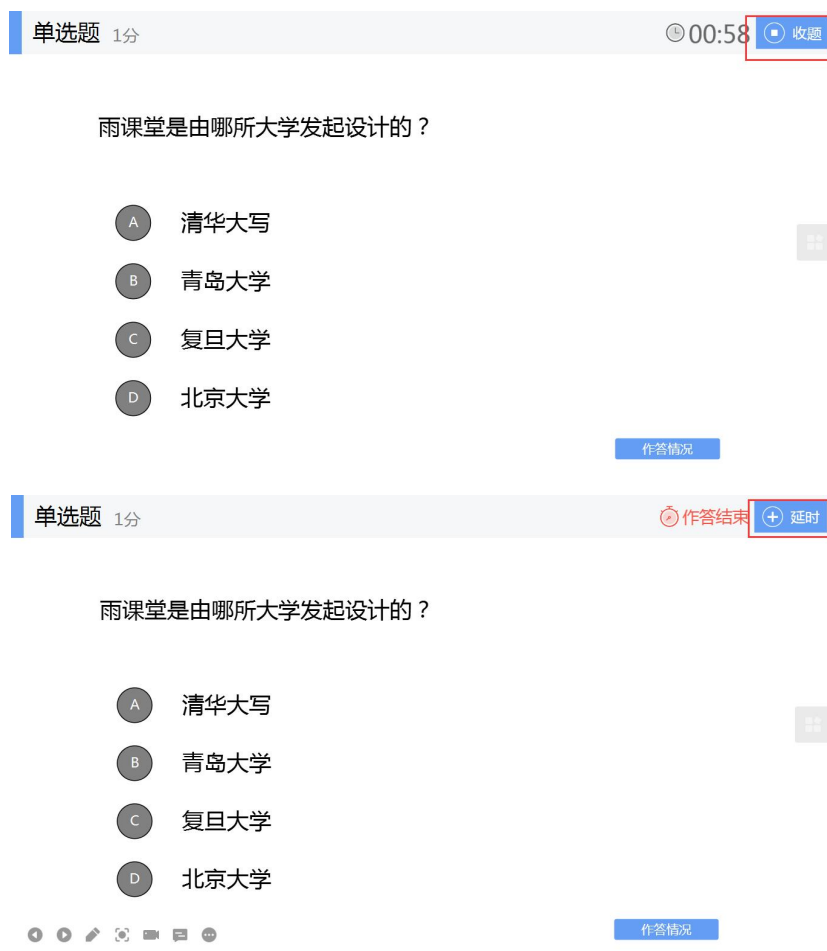 单选题 1分 00:58 收题
雨课堂是由哪所大学发起设计的？
A 清华大写
B 青岛大学
C 复旦大学
D 北京大学
作答情况
单选题 1分 作答结束 延时
雨课堂是由哪所大学发起设计的？
A 清华大写
B 青岛大学
C 复旦大学
D 北京大学
作答情况